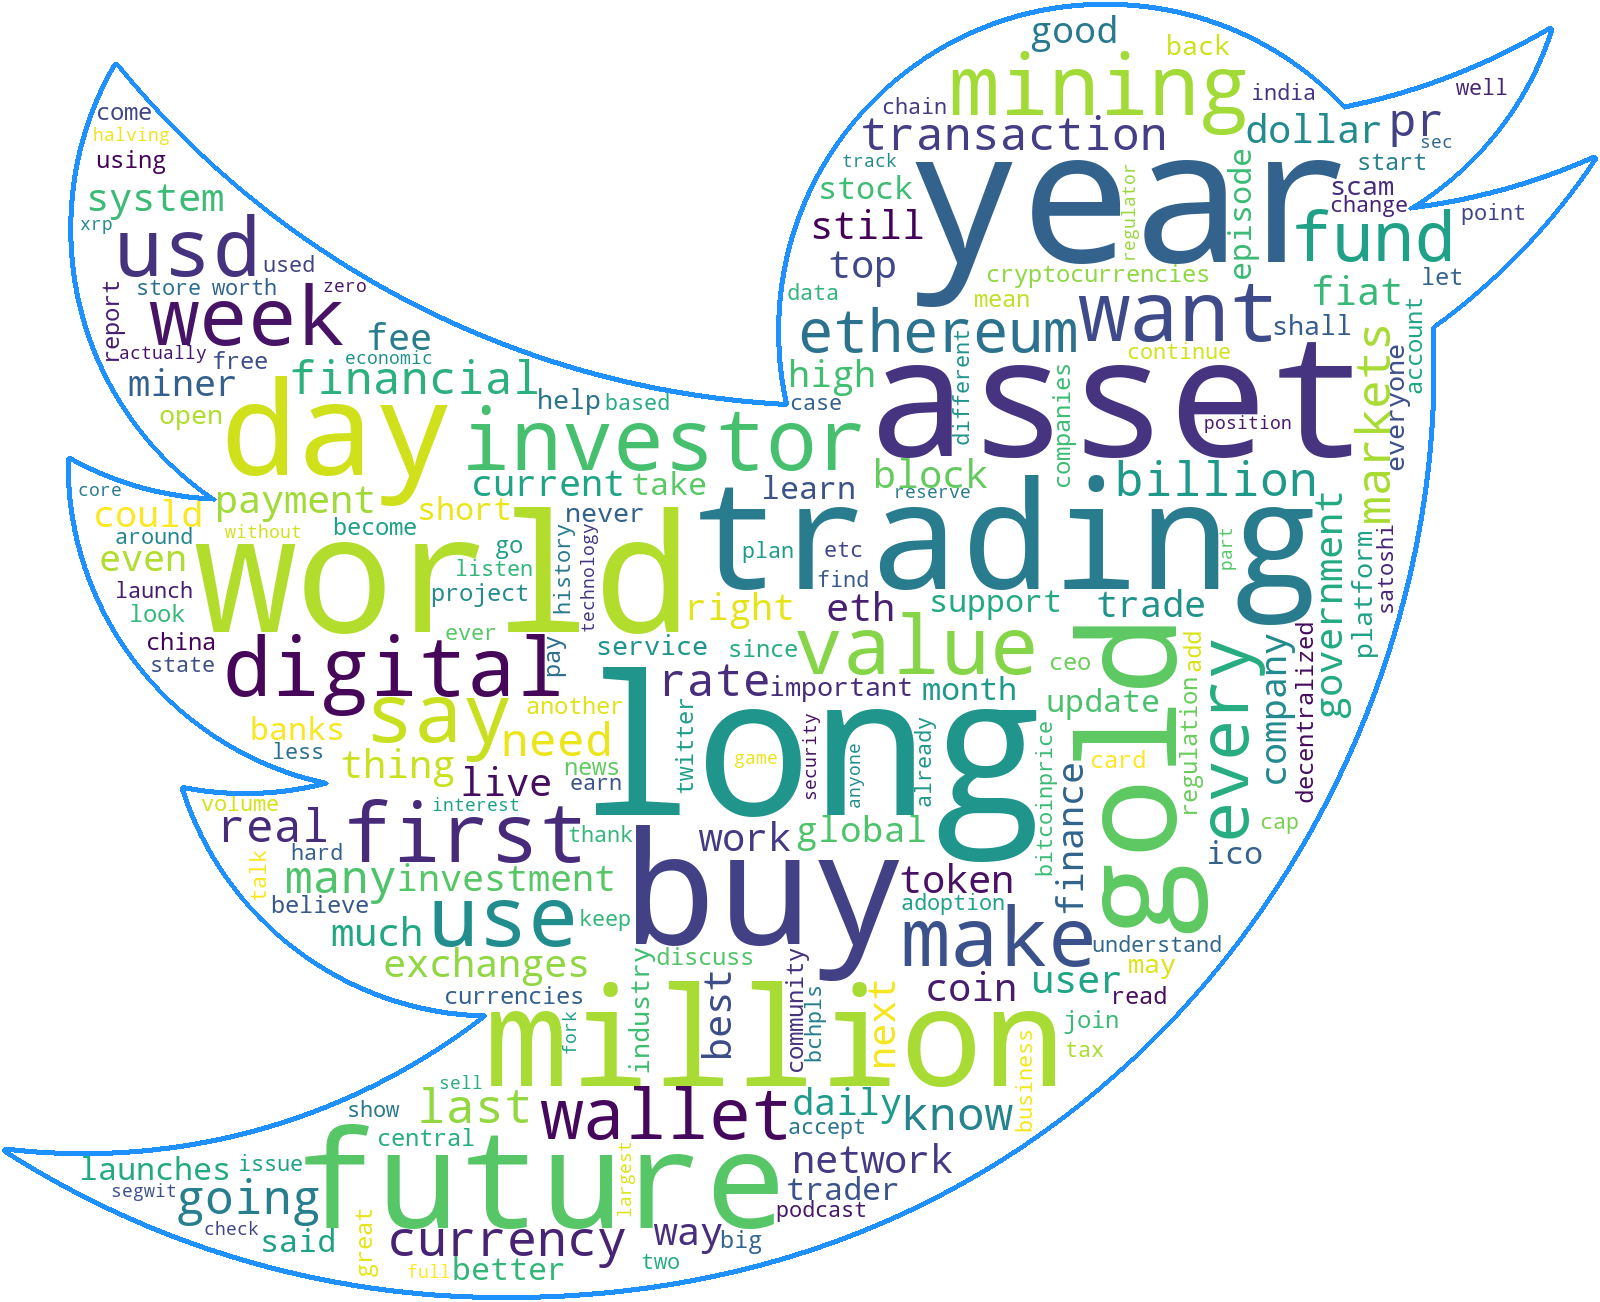 good
back
mining
well
come
chain
india
halving
transaction
dollar
pr
sec
using
track
start
stock
regulator
episode
scam
system
change
point
xrp
still
year
fund
usd
used
top
cryptocurrencies
let
store
worth
zero
data
mean
fiat
report
week
ethereum
want
shall
account
fee
actually
free
economic
different
continue
markets
everyone
miner
financial
high
asset
companies
open
day
help
based
case
position
investor
payment
current
take
block
learn
reserve
billion
core
could
short
never
trading
government
around
without
become
even
world
go
history
technology
plan
etc
part
platform
satoshi
launch
listen
find
look
project
right
eth
support
trade
china
ever
service
since
value
ceo
gold
every
state
digital
pay
rate
important
month
regulation
add
company
decentralized
say
another
long
twitter
update
banks
need
less
thing
news
game
security
anyone
already
card
live
earn
bitcoinprice
finance
volume
interest
real
first
thank
work
global
cap
hard
ico
talk
many
investment
buy
token
believe
use
keep
adoption
much
make
understand
exchanges
discuss
may
currencies
industry
best
community
bchpls
next
coin
user
read
million
fork
join
tax
sell
business
show
last
wallet
daily
know
central
accept
launches
issue
future
largest
network
segwit
going
trader
check
podcast
said
great
currency
way
big
full
better
two